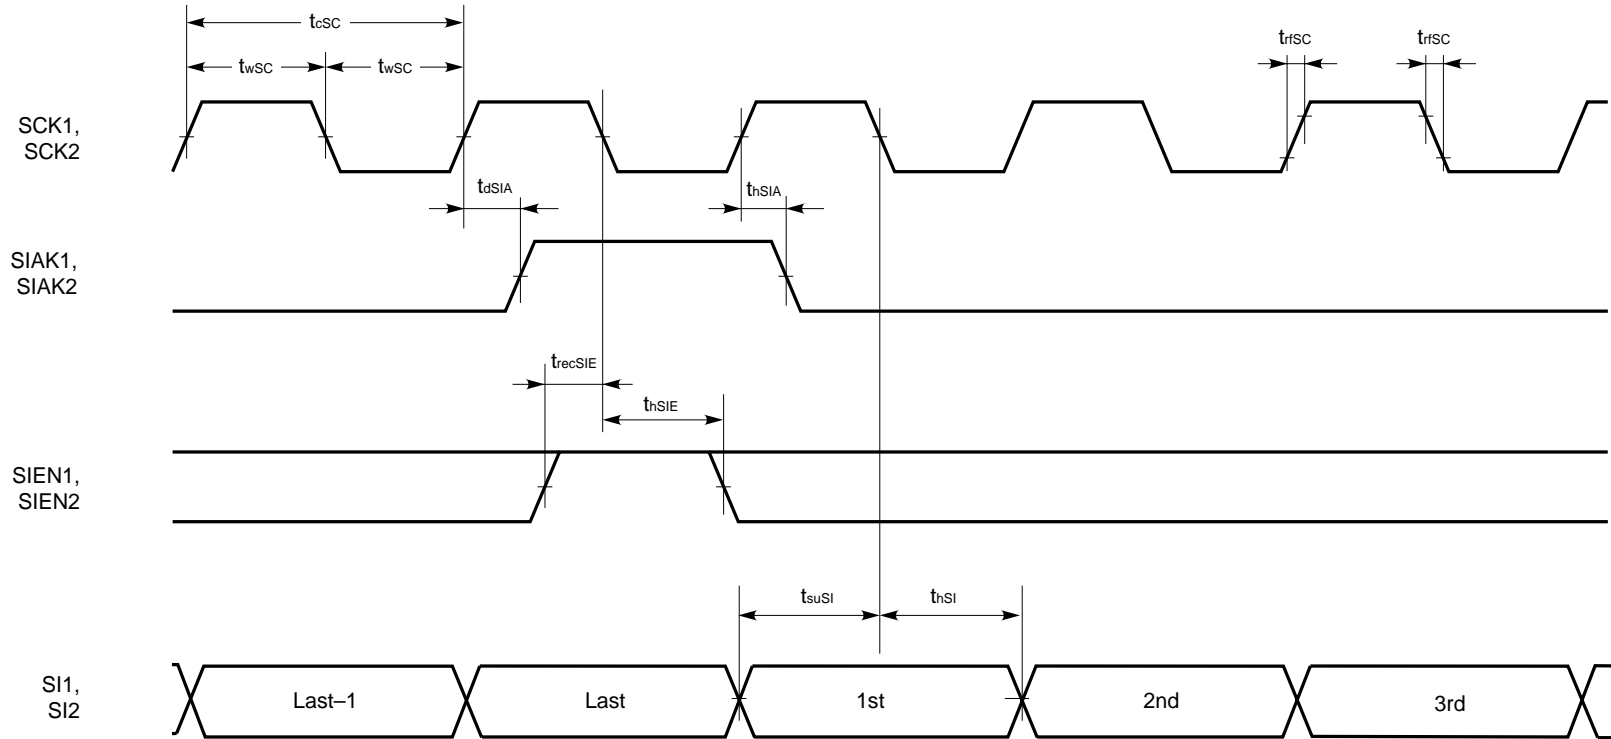 tcSC
twSC
twSC
trfSC
trfSC
SCK1,
SCK2
tdSIA
thSIA
SIAK1,
SIAK2
trecSIE
thSIE
SIEN1,
SIEN2
tsuSI
thSI
SI1,
SI2
Last–1
Last
1st
2nd
3rd